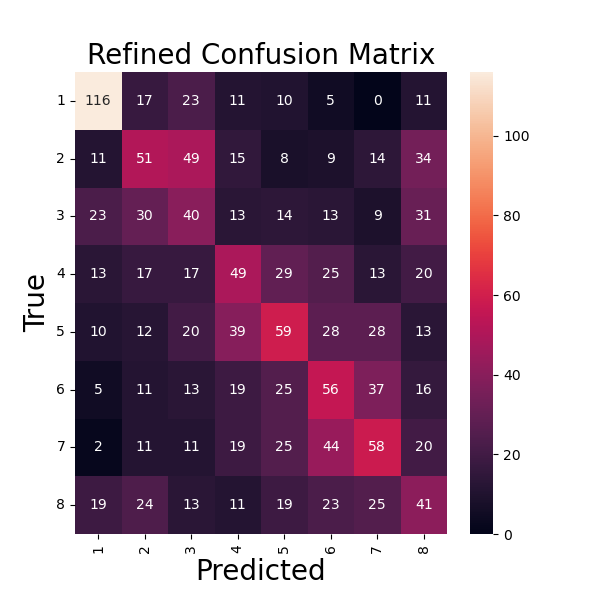 Refined Confusion Matrix
1 116 17 23 11 10 5 0 11
2 11 51 49 15 8 9 14 34
3 23 30 40 13 14 13 9 31
4 13 17 17 49 29 25 13 20
5 10 12 20 39 59 28 28 13
6 5 11 13 19 25 56 37 16
7 2 11 11 19 25 44 58 20
8 19 24 13 11 19 23 25 41
1 2 3 4 5 6 7 8
True
Predicted
100
80
60
40
20
0